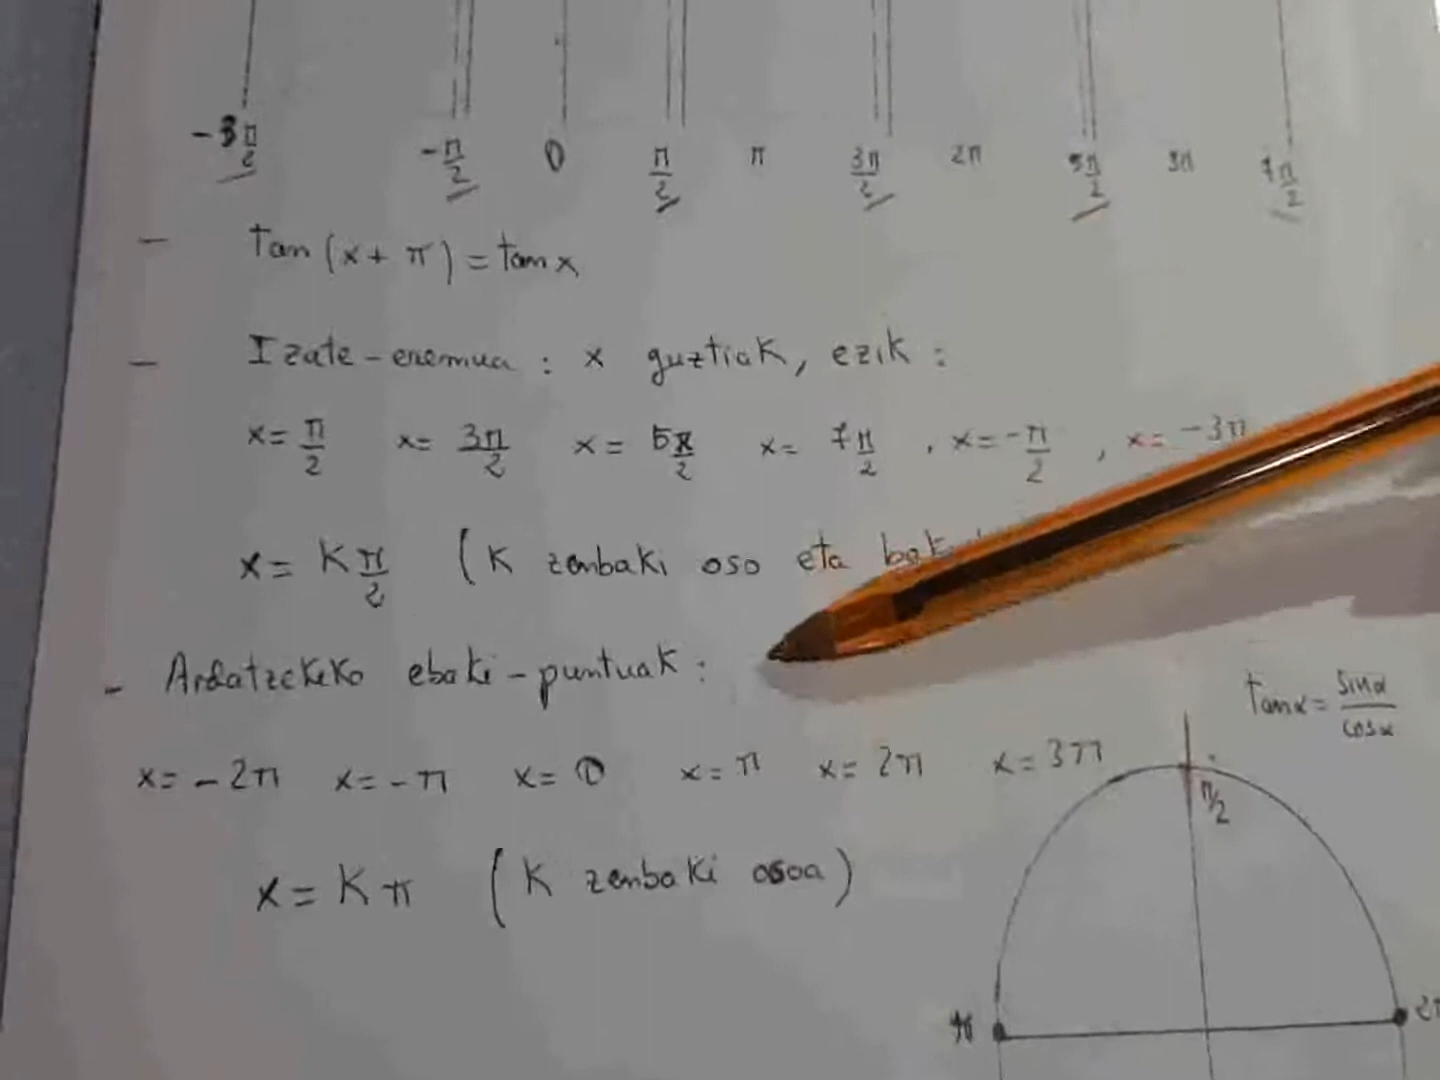 -3π/2 -π/2 0 π/2 π 3π/2 2π 5π/2 3π 7π/2
- tan (x + π) = tan x
- Izate-eremua : x guztiak, ezik :
x = π/2 x = 3π/2 x = 5π/2 x = 7π/2 , x = -π/2 , x = -3π
x = K π/2 (K zenbaki oso eta
- Ardatzekiko ebaki-puntuak :
tanα = sinα/cosα
x = -2π x = -π x = 0 x = π x = 2π x = 3π
π/2
x = K π (K zenbaki osoa)